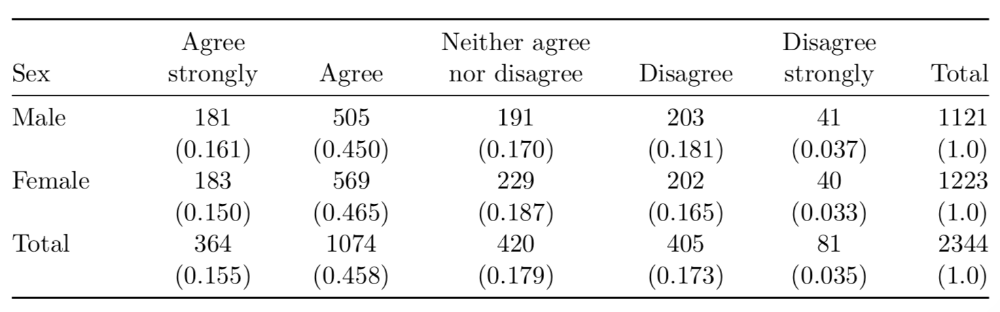 Agree Neither agree Disagree
Sex strongly Agree nor disagree Disagree strongly Total
Male 181 505 191 203 41 1121
(0.161) (0.450) (0.170) (0.181) (0.037) (1.0)
Female 183 569 229 202 40 1223
(0.150) (0.465) (0.187) (0.165) (0.033) (1.0)
Total 364 1074 420 405 81 2344
(0.155) (0.458) (0.179) (0.173) (0.035) (1.0)